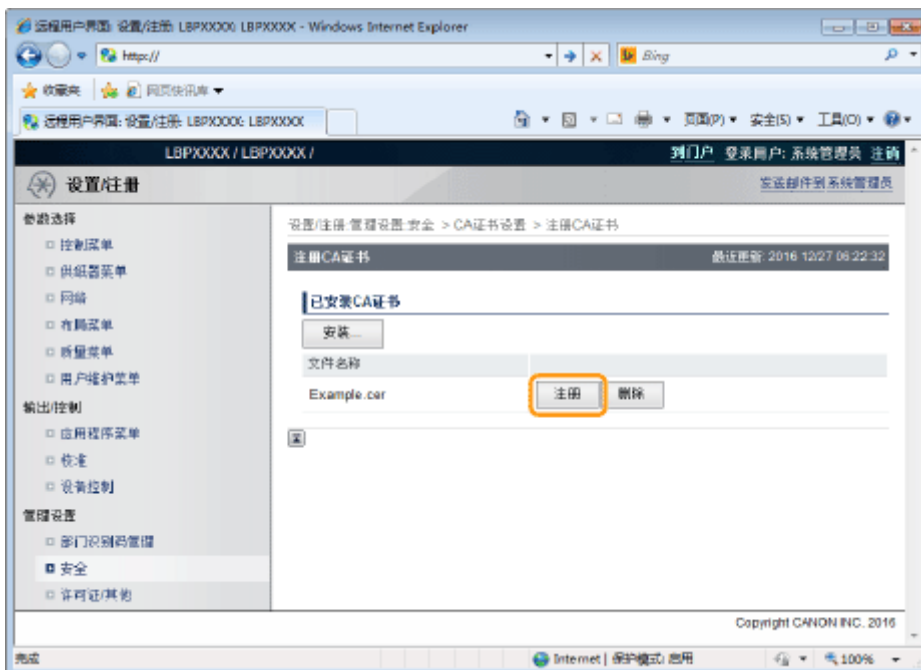 远程用户界面: 设置/注册: LBPXXXX: LBPXXXX - Windows Internet Explorer
http://
Bing
收藏夹 网页快讯库
远程用户界面: 设置/注册: LBPXXXX: LBPXXXX
页面(P) 安全(S) 工具(O)
LBPXXXX / LBPXXXX /
到门户 登录用户: 系统管理员 注销
设置/注册
发送邮件到系统管理员
参数选择
控制菜单
供纸器菜单
网络
布局菜单
质量菜单
用户维护菜单
输出/控制
应用程序菜单
校准
设备控制
管理设置
部门识别码管理
安全
许可证/其他
设置/注册:管理设置:安全 > CA证书设置 > 注册CA证书
注册CA证书
最近更新: 2016 12/27 06:22:32
已安装CA证书
安装...
文件名称
Example.cer
注册
删除
Copyright CANON INC. 2016
完成
Internet | 保护模式: 启用
100%